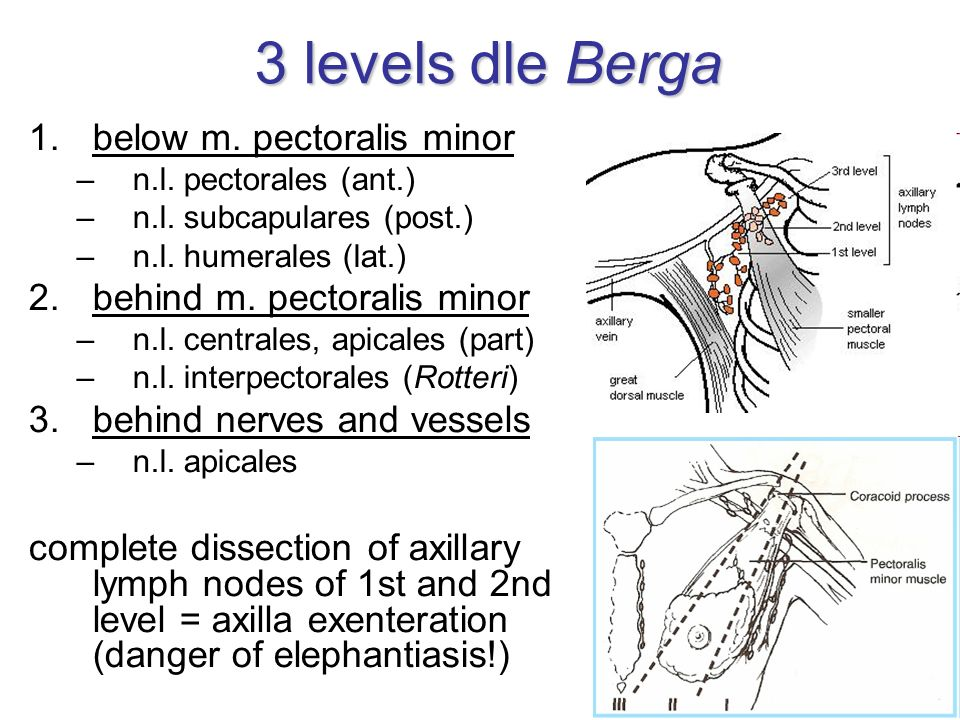 3 levels dle Berga
1. below m. pectoralis minor
– n.l. pectorales (ant.)
– n.l. subcapulares (post.)
– n.l. humerales (lat.)
2. behind m. pectoralis minor
– n.l. centrales, apicales (part)
– n.l. interpectorales (Rotteri)
3. behind nerves and vessels
– n.l. apicales
complete dissection of axillary
lymph nodes of 1st and 2nd
level = axilla exenteration
(danger of elephantiasis!)
3rd level
2nd level
1st level
axillary
lymph
nodes
axillary
vein
smaller
pectoral
muscle
great
dorsal muscle
Coracoid process
Pectoralis
minor muscle
III II I